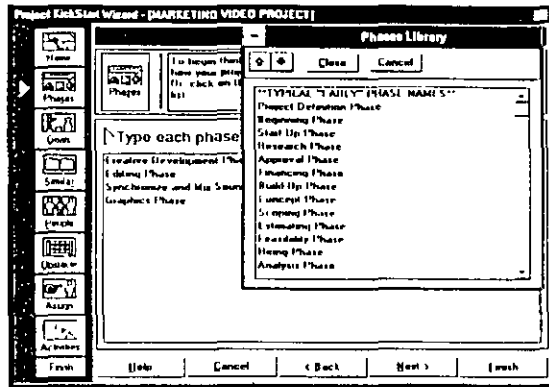 Project KickStart Wizard - [MARKETING VIDEO PROJECT]
Home
Phases
Goals
Similar
People
Obstacles
Assign
Activities
Finish
Phases
To begin
how your
Or click on
list
Type each phase
Creative Development
Editing Phase
Synchronize and Mix Sound
Graphics Phase
Phases Library
Close
Cancel
**TYPICAL "EARLY" PHASE NAMES**
Project Definition Phase
Beginning Phase
Start Up Phase
Research Phase
Approval Phase
Financing Phase
Build-Up Phase
Concept Phase
Scoping Phase
Estimating Phase
Feasibility Phase
Hiring Phase
Analysis Phase
Help
Cancel
< Back
Next >
Finish